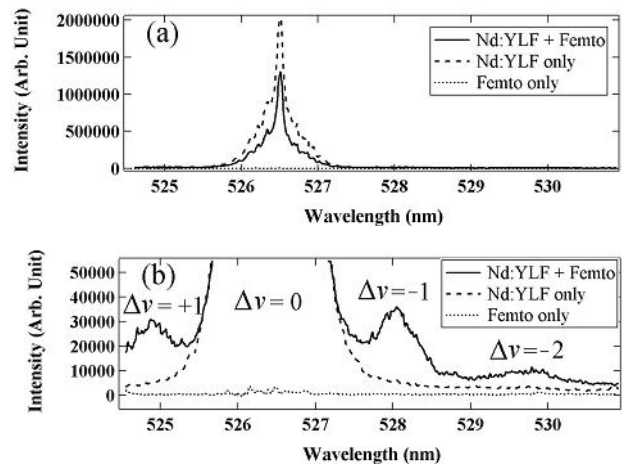 (a)
Nd:YLF + Femto
Nd:YLF only
Femto only
Intensity (Arb. Unit)
2000000
1500000
1000000
500000
0
525
526
527
528
529
530
Wavelength (nm)
(b)
Nd:YLF + Femto
Nd:YLF only
Femto only
Intensity (Arb. Unit)
50000
40000
30000
20000
10000
0
Δv = +1
Δv = 0
Δv=-1
Δv=-2
525
526
527
528
529
530
Wavelength (nm)